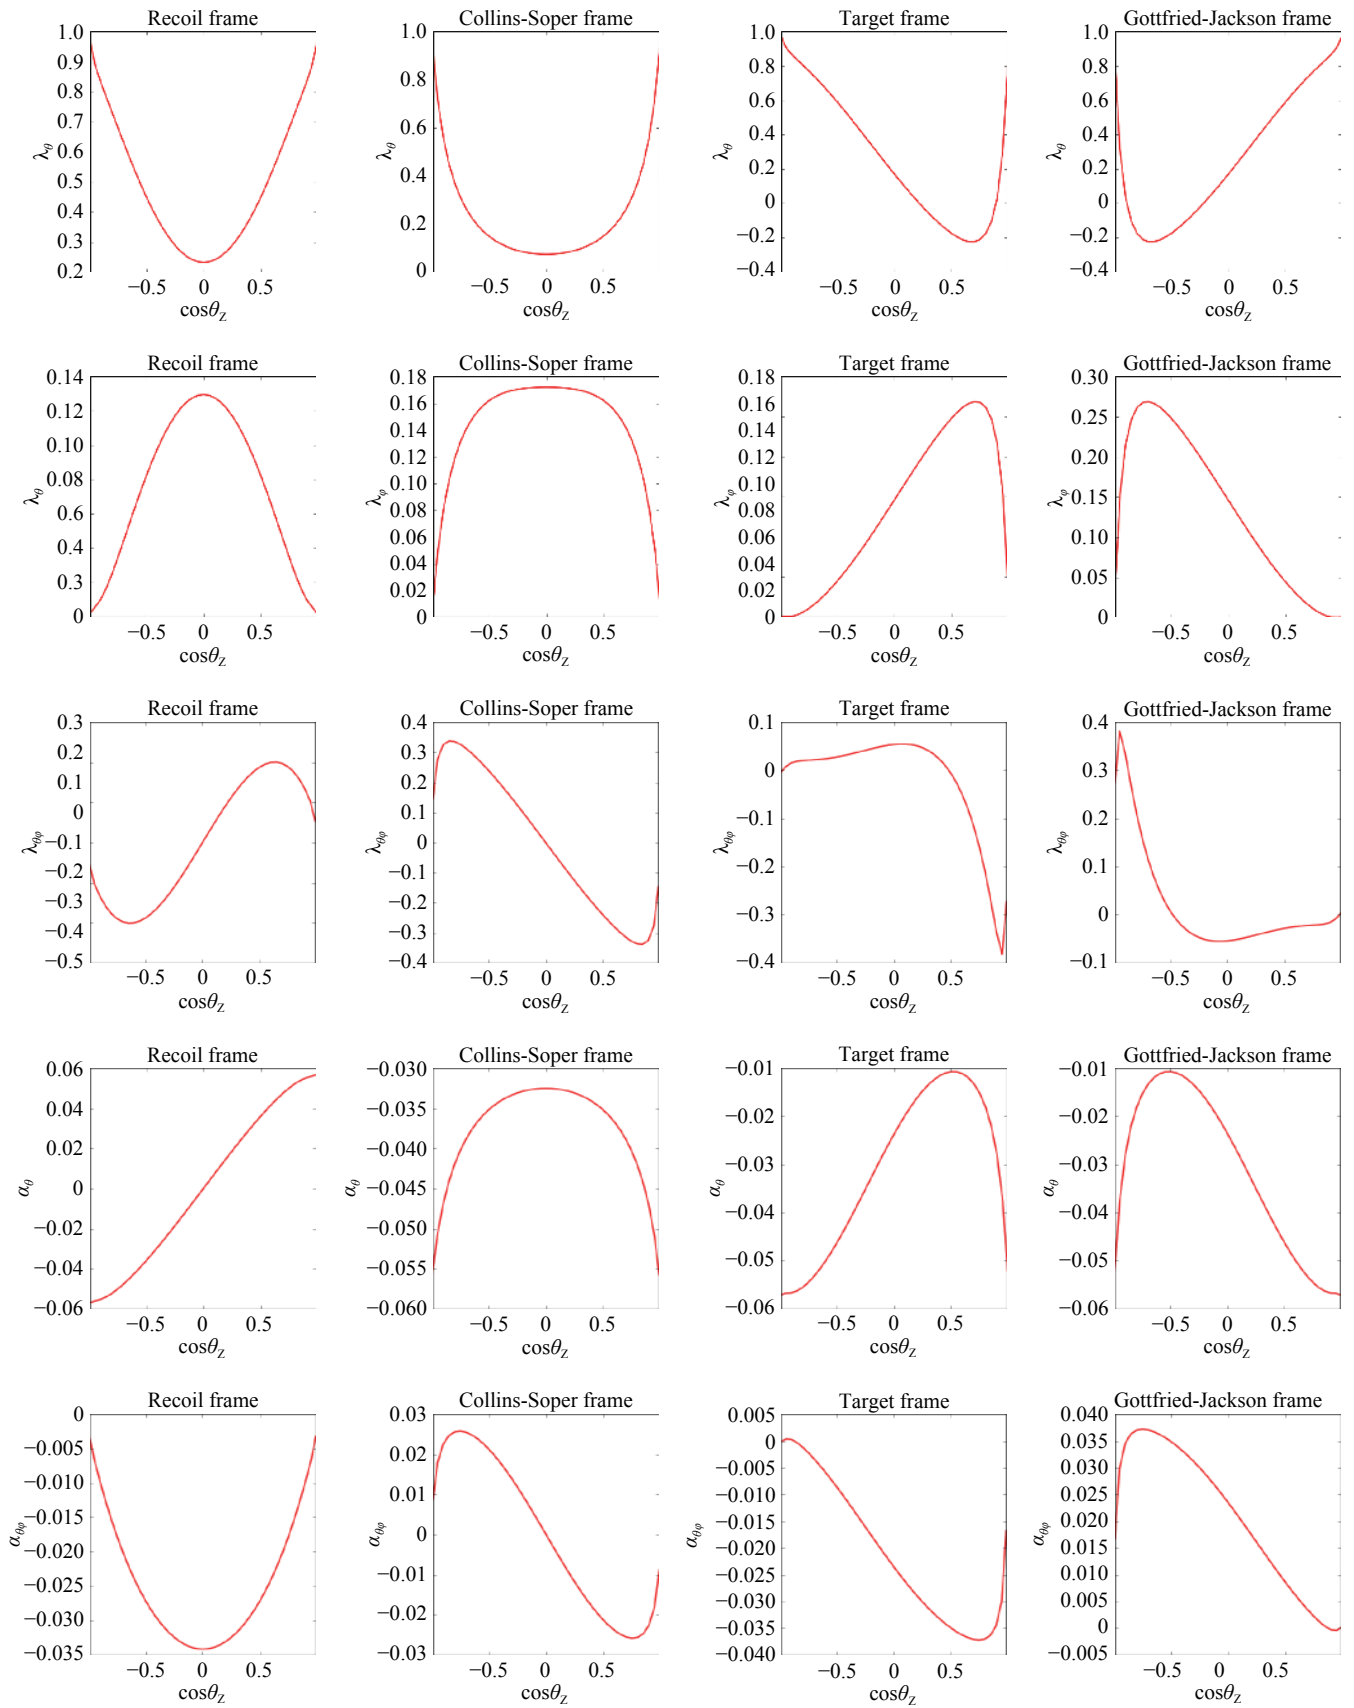 Recoil frame
Collins-Soper frame
Target frame
Gottfried-Jackson frame
1.0
0.9
0.8
0.7
0.6
0.5
0.4
0.3
0.2
λθ
−0.5 0 0.5
cosθZ
1.0
0.8
0.6
0.4
0.2
0
λθ
−0.5 0 0.5
cosθZ
1.0
0.8
0.6
0.4
0.2
0
−0.2
−0.4
λθ
−0.5 0 0.5
cosθZ
1.0
0.8
0.6
0.4
0.2
0
−0.2
−0.4
λθ
−0.5 0 0.5
cosθZ
Recoil frame
Collins-Soper frame
Target frame
Gottfried-Jackson frame
0.14
0.13
0.12
0.10
0.8
0.6
0.4
0.3
0
λθ
−0.5 0 0.5
cosθZ
0.18
0.16
0.14
0.12
0.10
0.08
0.06
0.04
0.02
0
λφ
−0.5 0 0.5
cosθZ
0.18
0.16
0.14
0.12
0.10
0.08
0.06
0.04
0.02
0
λφ
−0.5 0 0.5
cosθZ
0.30
0.25
0.20
0.15
0.10
0.05
0
λφ
−0.5 0 0.5
cosθZ
Recoil frame
Collins-Soper frame
Target frame
Gottfried-Jackson frame
0.3
0.2
0.1
0
−0.1
−0.2
−0.3
−0.4
−0.5
λθφ
−0.5 0 0.5
cosθZ
0.4
0.3
0.2
0.1
0
−0.1
−0.2
−0.3
−0.4
λθφ
−0.5 0 0.5
cosθZ
0.1
0
−0.1
−0.2
−0.3
−0.4
λθφ
−0.5 0 0.5
cosθZ
0.4
0.3
0.2
0.1
0
−0.1
λθφ
−0.5 0 0.5
cosθZ
Recoil frame
Collins-Soper frame
Target frame
Gottfried-Jackson frame
0.06
0.04
0.02
0
−0.02
−0.04
−0.06
αθ
−0.5 0 0.5
cosθZ
−0.030
−0.035
−0.040
−0.045
−0.050
−0.055
−0.060
αθ
−0.5 0 0.5
cosθZ
−0.01
−0.02
−0.03
−0.04
−0.05
−0.06
αθ
−0.5 0 0.5
cosθZ
−0.01
−0.02
−0.03
−0.04
−0.05
−0.06
αθ
−0.5 0 0.5
cosθZ
Recoil frame
Collins-Soper frame
Target frame
Gottfried-Jackson frame
0
−0.005
−0.010
−0.015
−0.020
−0.025
−0.030
−0.035
αθφ
−0.5 0 0.5
cosθZ
0.03
0.02
0.01
0
−0.01
−0.02
−0.03
αθφ
−0.5 0 0.5
cosθZ
0.005
0
−0.005
−0.010
−0.015
−0.020
−0.025
−0.030
−0.035
−0.040
αθφ
−0.5 0 0.5
cosθZ
0.040
0.035
0.030
0.025
0.020
0.015
0.010
0.005
0
−0.005
αθφ
−0.5 0 0.5
cosθZ